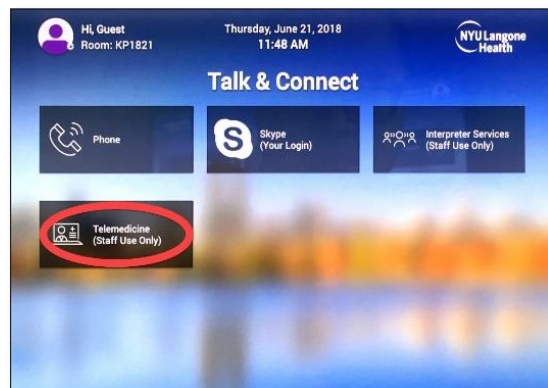 Hi, Guest
Room: KP1821
Thursday, June 21, 2018
11:48 AM
NYU Langone
Health
Talk & Connect
Phone
S
Skype
(Your Login)
Interpreter Services
(Staff Use Only)
Telemedicine
(Staff Use Only)